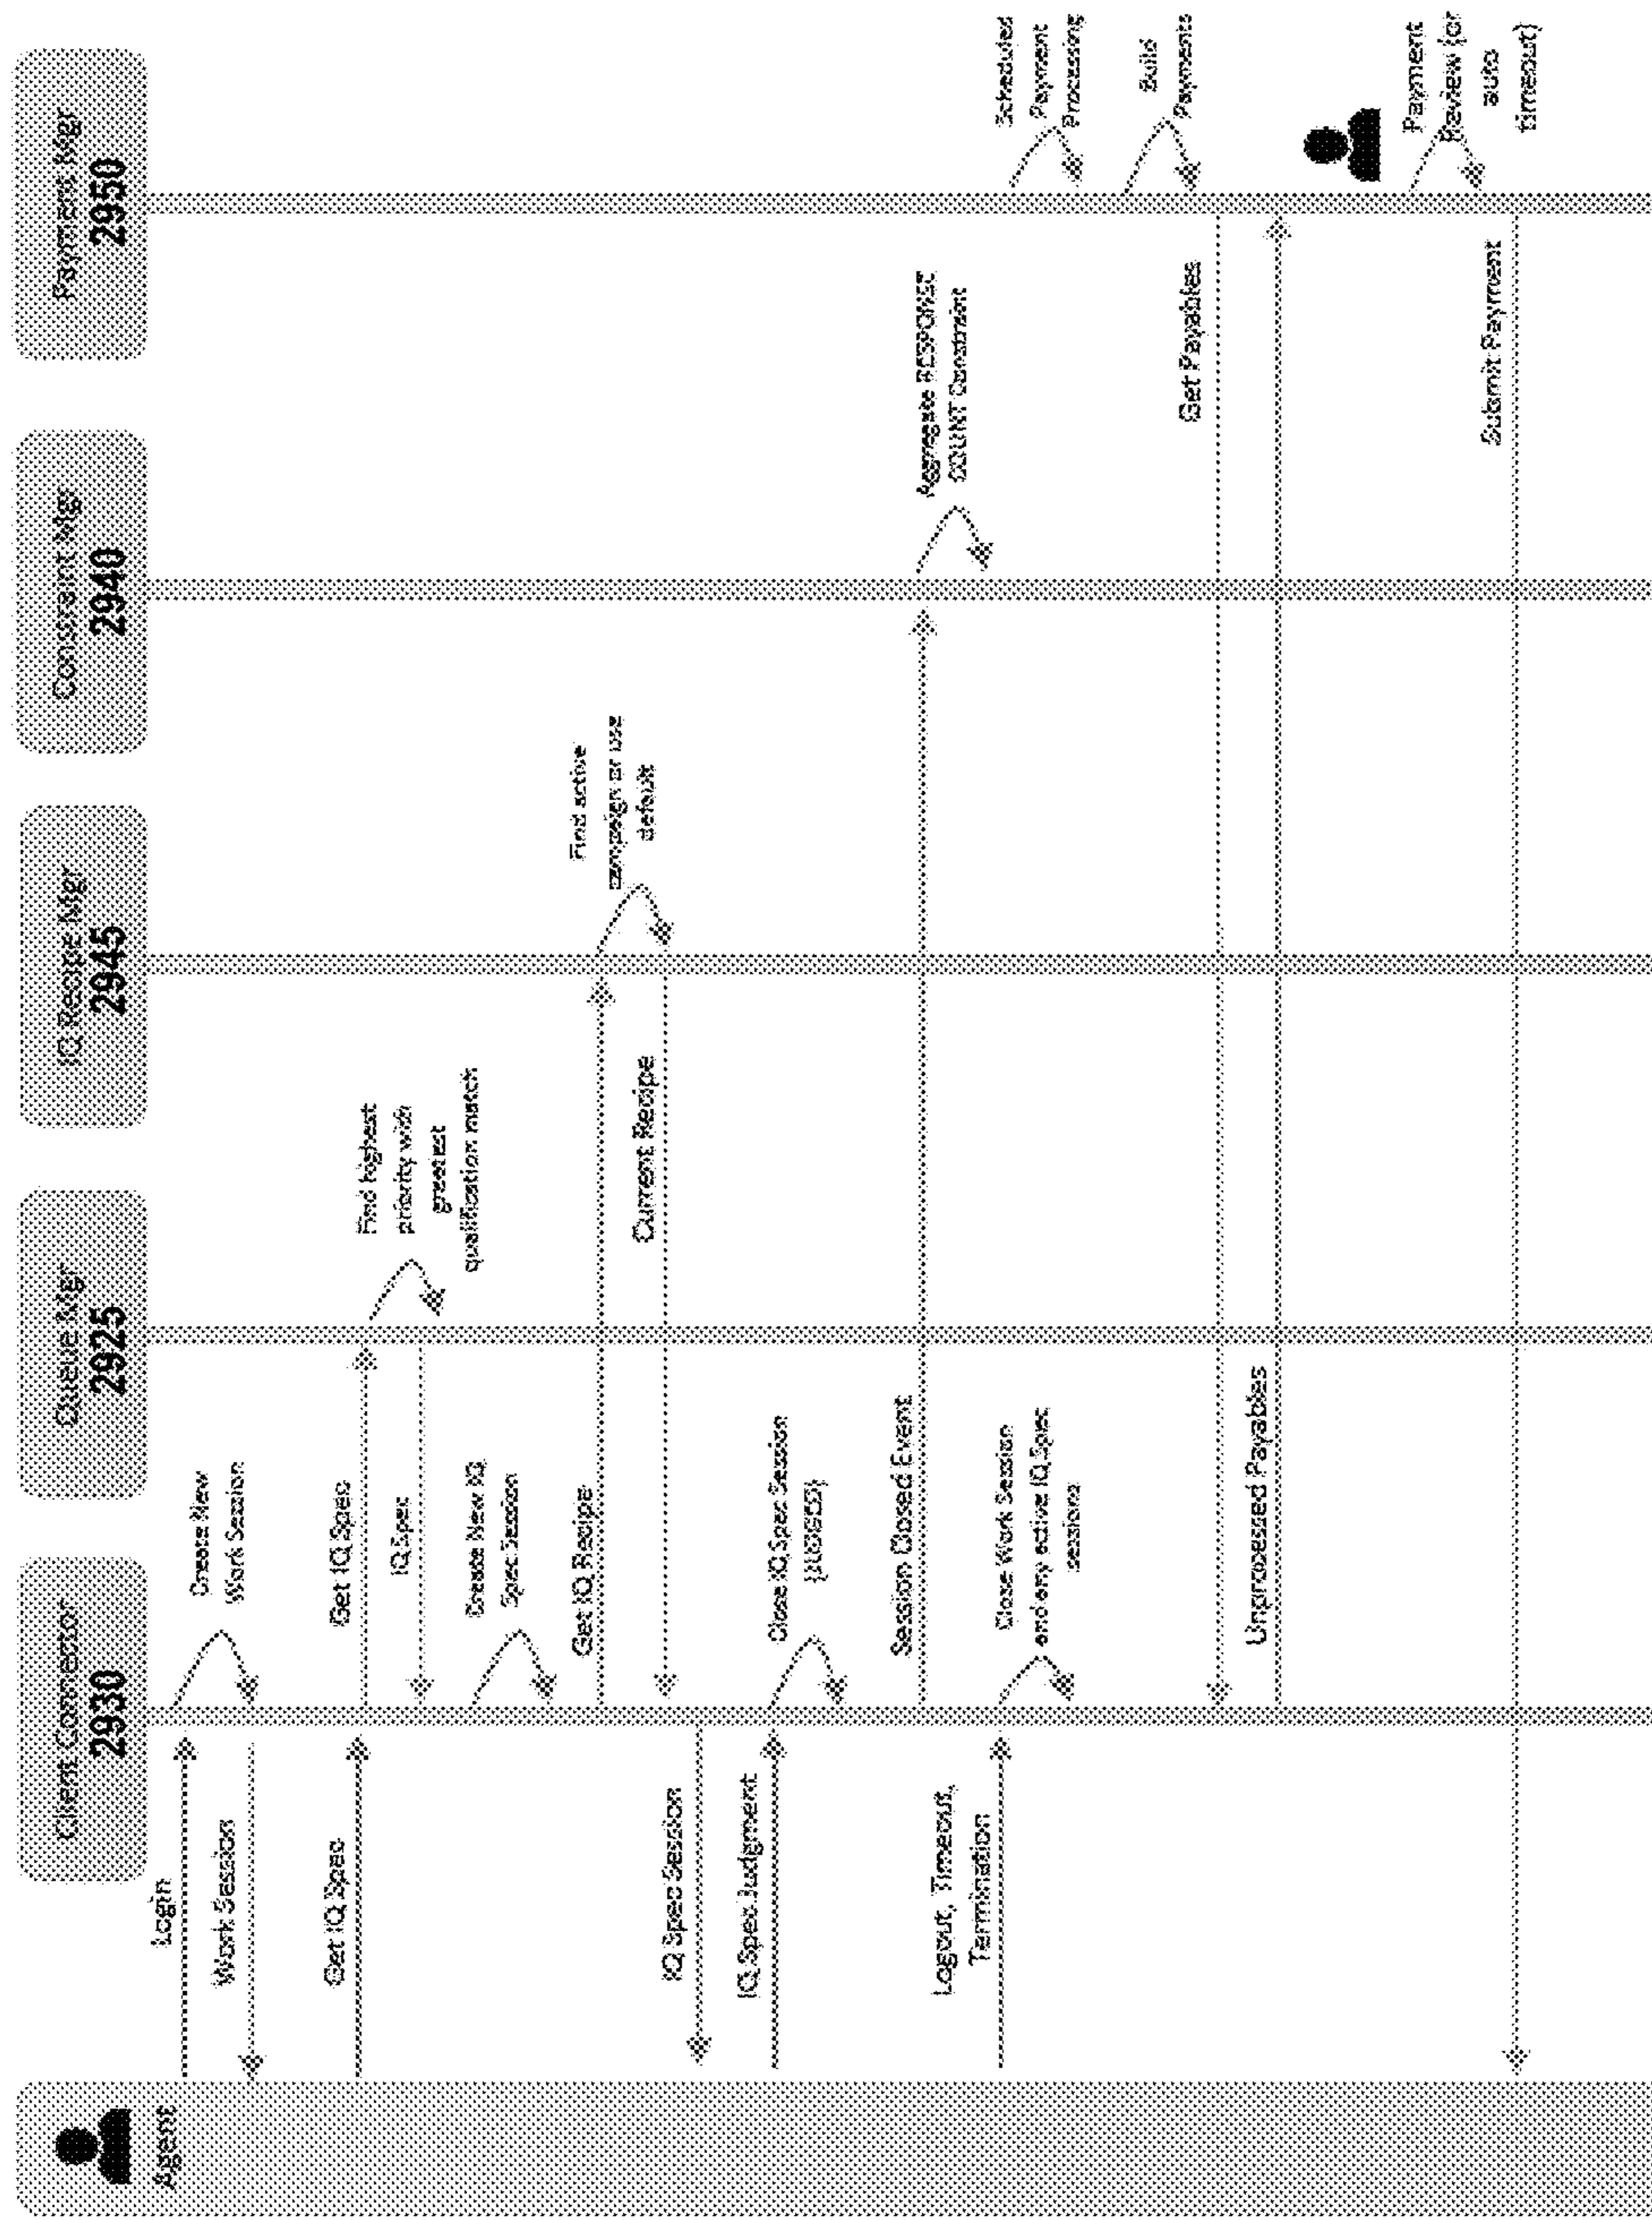 Agent
Client Connector
2930
Queue Mgr
2925
IQ Recipe Mgr
2945
Constraint Mgr
2940
Payment Mgr
2950
Login
Create New
Work Session
Work Session
Get IQ Spec
Get IQ Spec
Find highest
priority with
greatest
qualification match
IQ Spec
Create New IQ
Spec Session
Get IQ Recipe
Find active
campaign or use
default
Current Recipe
IQ Spec Session
IQ Spec Judgment
Close IQ Spec Session
Session Closed Event
Aggregate RESPONSE
COUNT Constraint
Logout, Timeout,
Termination
Close Work Session
and any active IQ Spec
sessions
Scheduled
Payment
Processing
Build
Payments
Get Payables
Unprocessed Payables
Payment
Review (or
auto
timeout)
Submit Payment